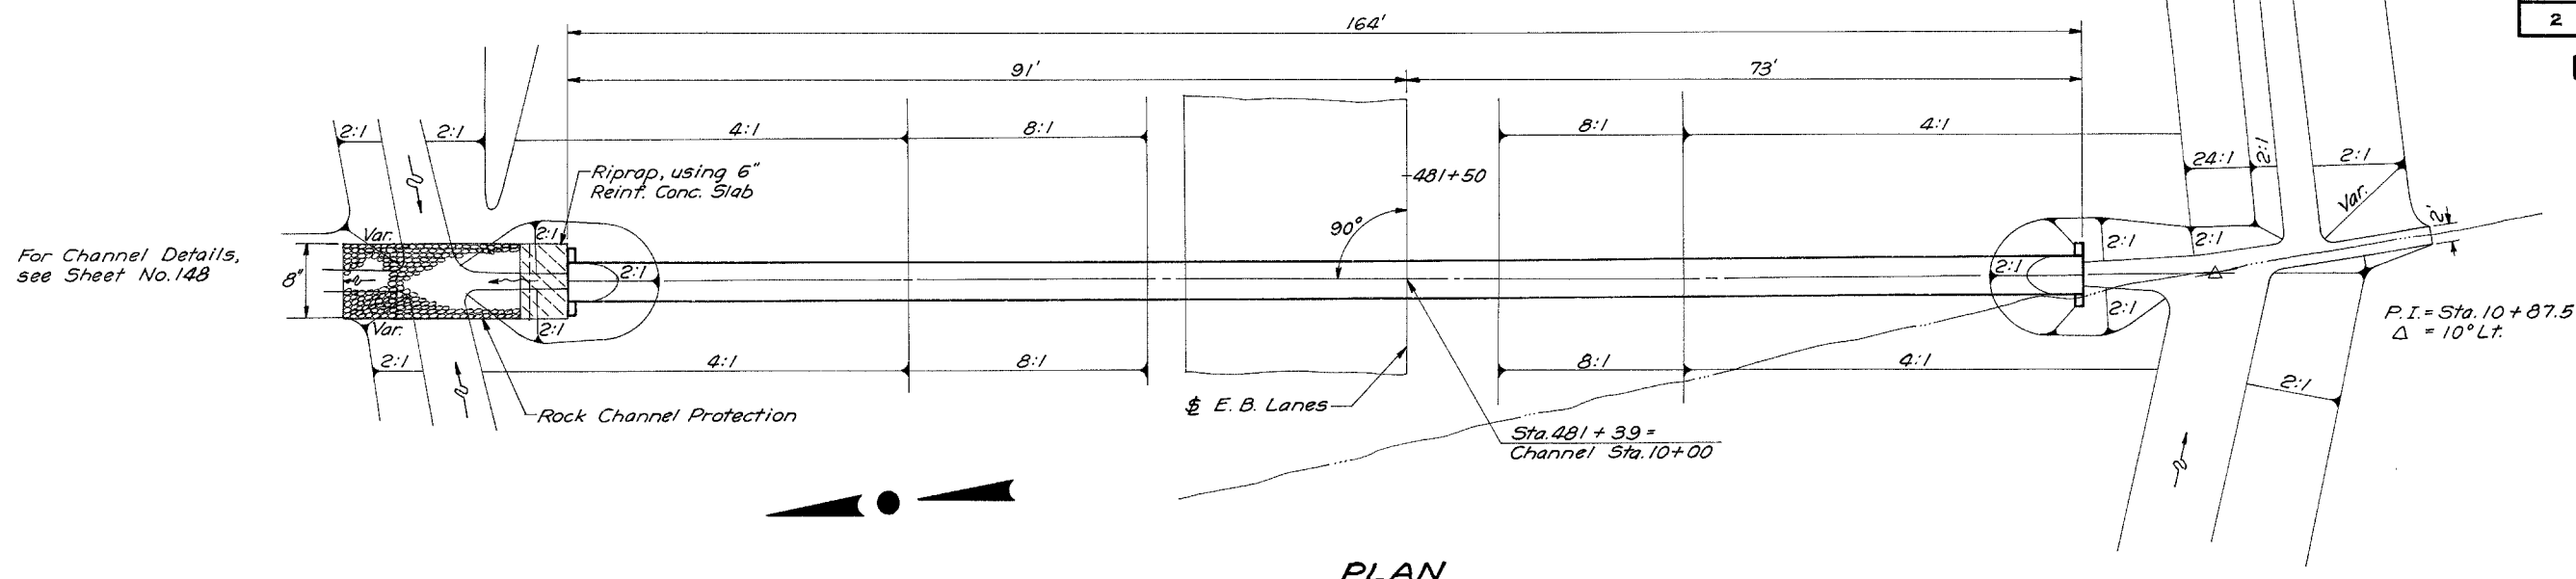 164'
2
91'
73'
2:1
2:1
4:1
8:1
8:1
4:1
24:1
2:1
2:1
Riprap, using 6"
Reinf. Conc. Slab
481+50
Var.
2'
90°
For Channel Details,
see Sheet No. 148
Var.
2:1
8"
2:1
2:1
2:1
2:1
2:1
Δ
Var.
2:1
2:1
P.I. = Sta. 10 + 87.5
Δ = 10° Lt.
2:1
4:1
8:1
8:1
4:1
2:1
Rock Channel Protection
E. B. Lanes
Sta. 481 + 39 =
Channel Sta. 10+00
PLAN